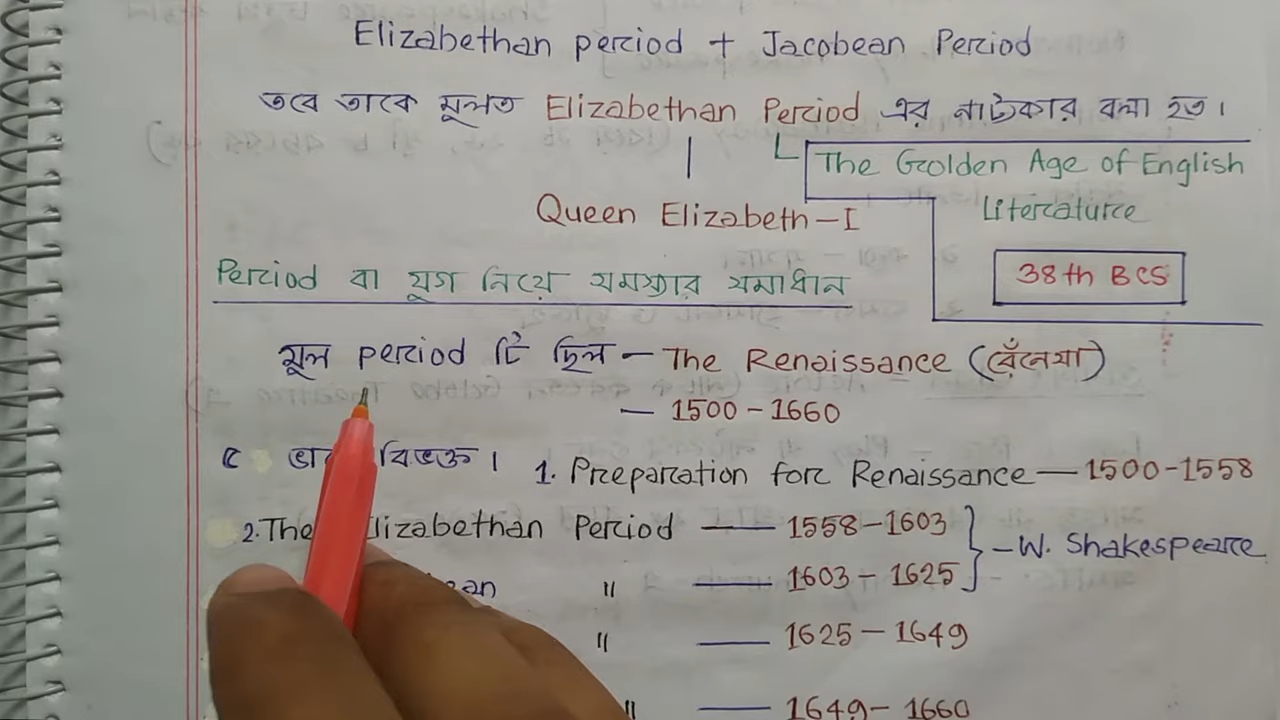 Elizabethan period + Jacobean Period
তবে তাকে মূলত Elizabethan Period এর নাট্যকার বলা হত।
The Golden Age of English
Queen Elizabeth-I
Literature
Period বা যুগ নিয়ে সমস্যার সমাধান
38th BCS
মূল period টি ছিল - The Renaissance (রেঁনেসা)
- 1500-1660
বিভক্ত। 1. Preparation for Renaissance - 1500-1558
2. The Elizabethan Period - 1558-1603
- W. Shakespeare
" - 1603-1625
" - 1625-1649
" - 1649-1660